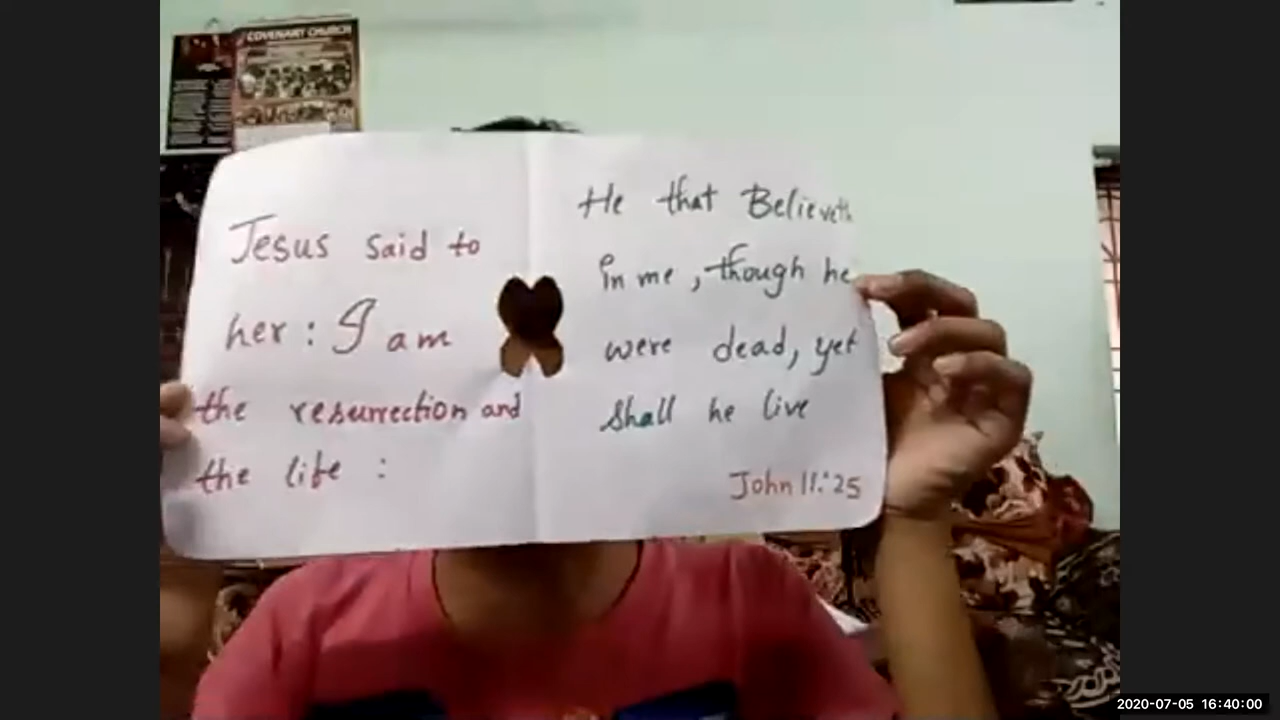 COVENANT CHURCH
Jesus said to
her : I am
the resurrection and
the life :
He that Believeth
in me , though he
were dead, yet
shall he live
John 11:25
2020-07-05 16:40:00